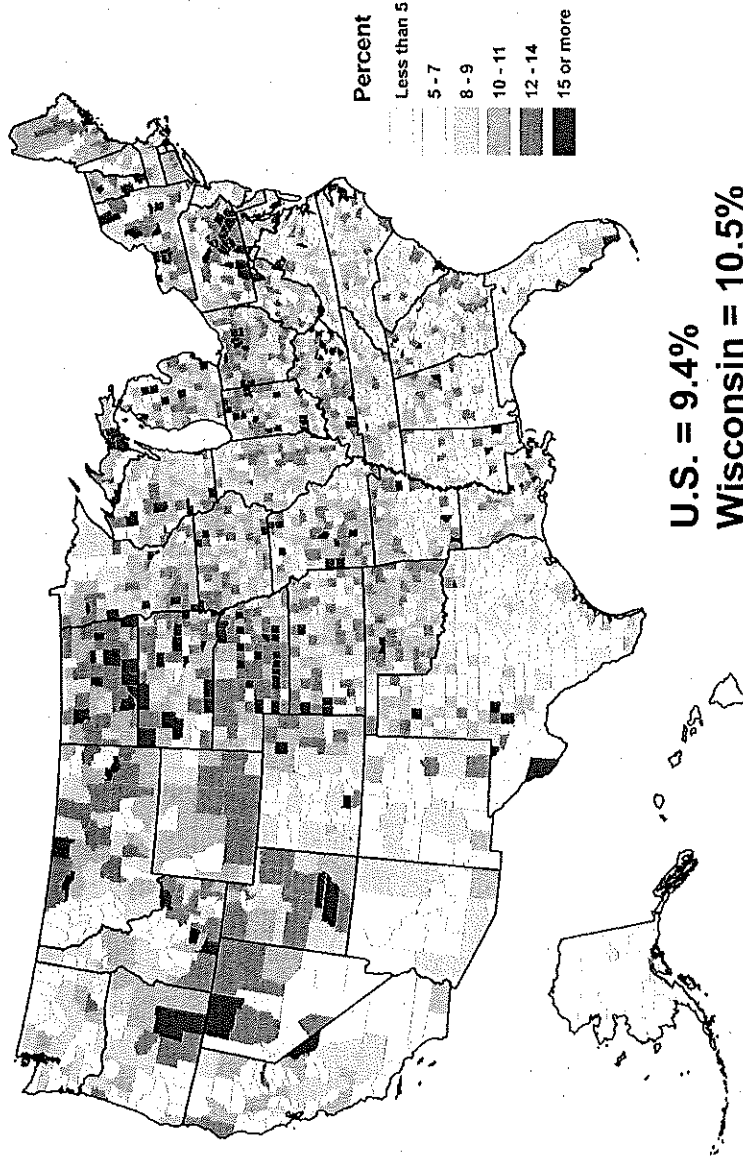 Percent
Less than 5
5 - 7
8 - 9
10 - 11
12 - 14
15 or more
U.S. = 9.4%
Wisconsin = 10.5%